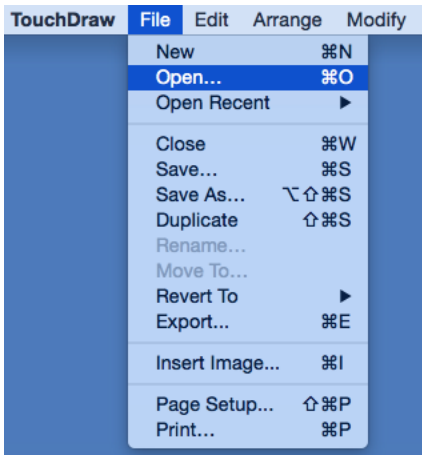 TouchDraw File Edit Arrange Modify
New ⌘N
Open... ⌘O
Open Recent ▶
Close ⌘W
Save... ⌘S
Save As... ⌥⇧⌘S
Duplicate ⇧⌘S
Rename...
Move To...
Revert To ▶
Export... ⌘E
Insert Image... ⌘I
Page Setup... ⇧⌘P
Print... ⌘P